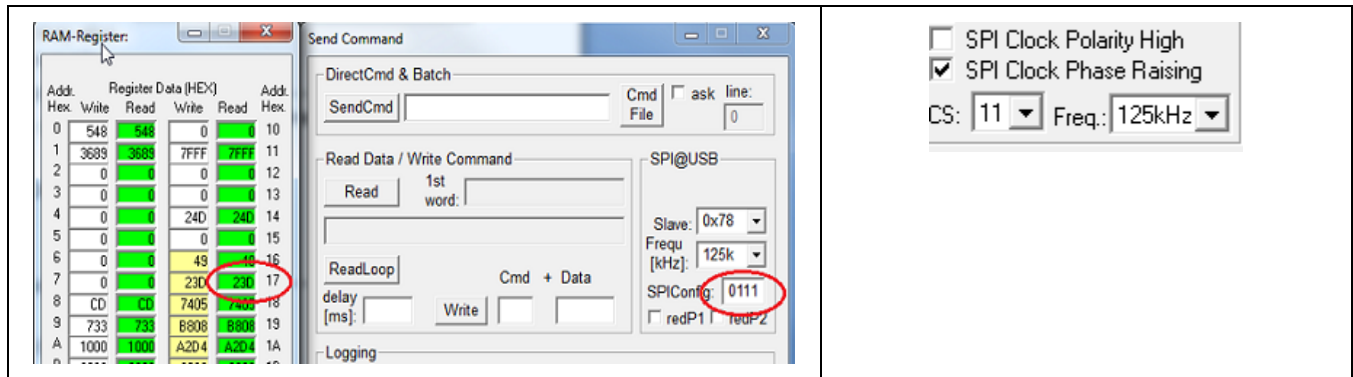 RAM-Register:
Addr. Register Data (HEX) Addr.
Hex. Write Read Write Read Hex.
0 548 548 0 0 10
1 3689 3689 7FFF 7FFF 11
2 0 0 0 0 12
3 0 0 0 0 13
4 0 0 24D 24D 14
5 0 0 0 0 15
6 0 0 49 49 16
7 0 0 23D 23D 17
8 CD CD 7405 7405 18
9 733 733 B808 B808 19
A 1000 1000 A2D4 A2D4 1A
Send Command
DirectCmd & Batch
SendCmd
Cmd File
ask line:
0
Read Data / Write Command
Read
1st word:
ReadLoop
delay [ms]:
Write
Cmd + Data
SPI@USB
Slave: 0x78
Frequ [kHz]: 125k
SPIConfig: 0111
redP1 redP2
Logging
SPI Clock Polarity High
SPI Clock Phase Raising
CS: 11 Freq.: 125kHz